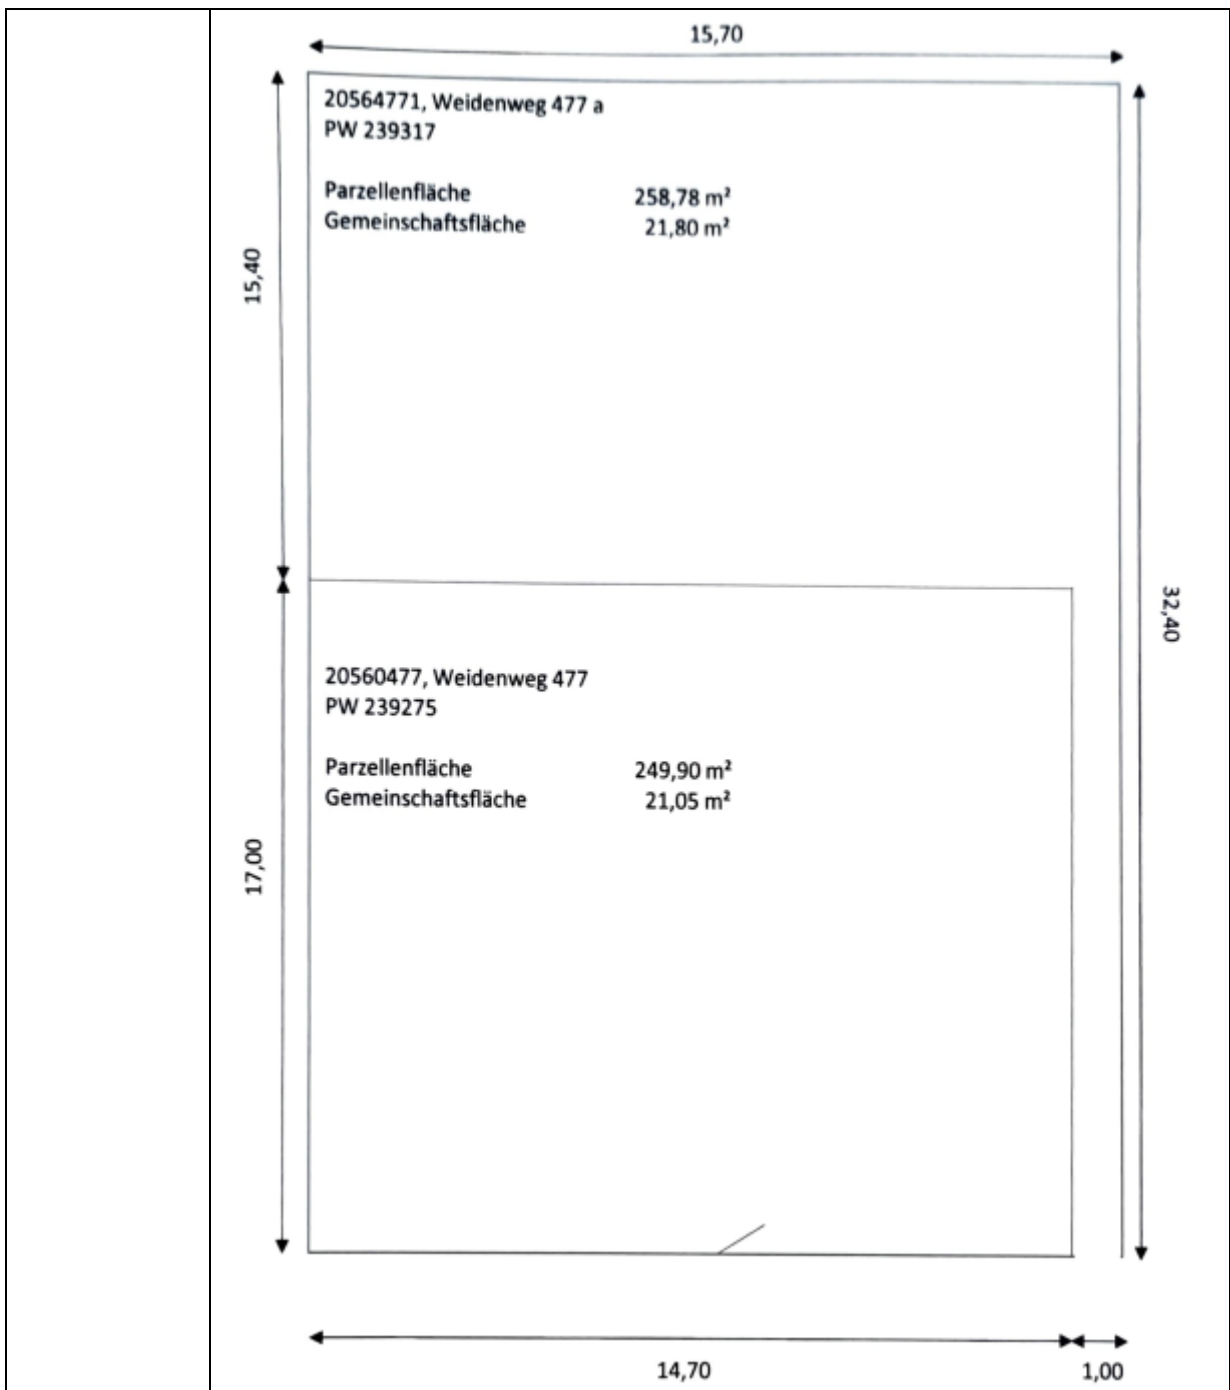 15,70
20564771, Weidenweg 477 a
PW 239317
Parzellenfläche 258,78 m²
Gemeinschaftsfläche 21,80 m²
15,40
32,40
20560477, Weidenweg 477
PW 239275
Parzellenfläche 249,90 m²
Gemeinschaftsfläche 21,05 m²
17,00
14,70 1,00